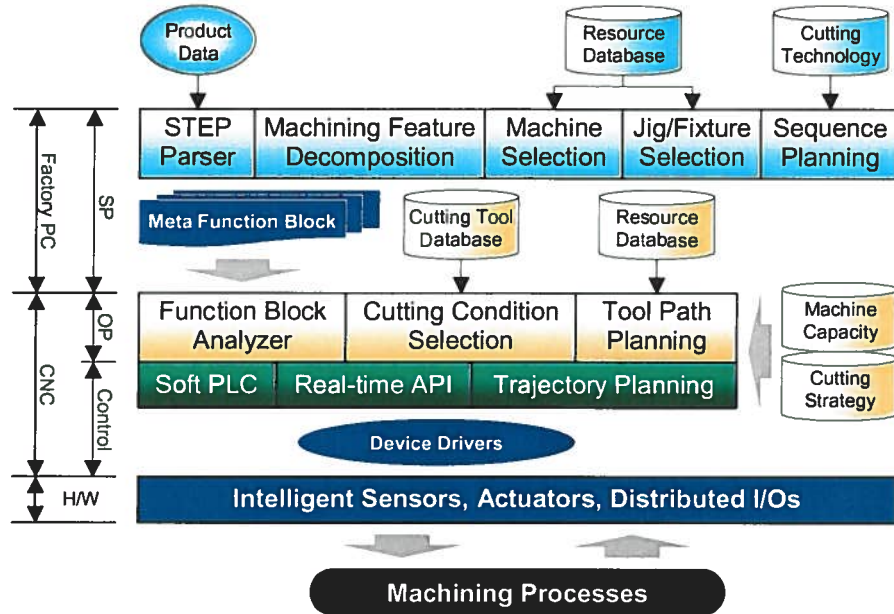 Product
Data
Resource
Database
Cutting
Technology
STEP
Parser
Machining Feature
Decomposition
Machine
Selection
Jig/Fixture
Selection
Sequence
Planning
Factory PC
SP
Meta Function Block
Cutting Tool
Database
Resource
Database
CNC
OP
Function Block
Analyzer
Cutting Condition
Selection
Tool Path
Planning
Machine
Capacity
Cutting
Strategy
Control
Soft PLC
Real-time API
Trajectory Planning
Device Drivers
H/W
Intelligent Sensors, Actuators, Distributed I/Os
Machining Processes